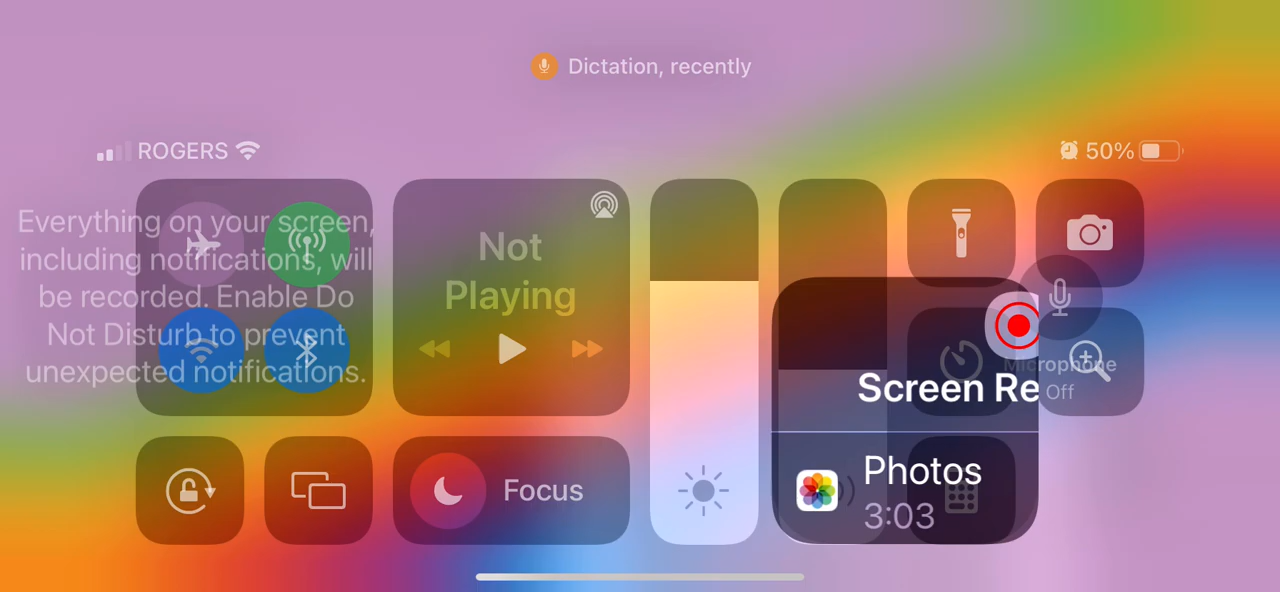 Dictation, recently
ROGERS
50%
Everything on your screen,
including notifications, will
be recorded. Enable Do
Not Disturb to prevent
unexpected notifications.
Not
Playing
Focus
Microphone
Off
Screen Re
Photos
3:03